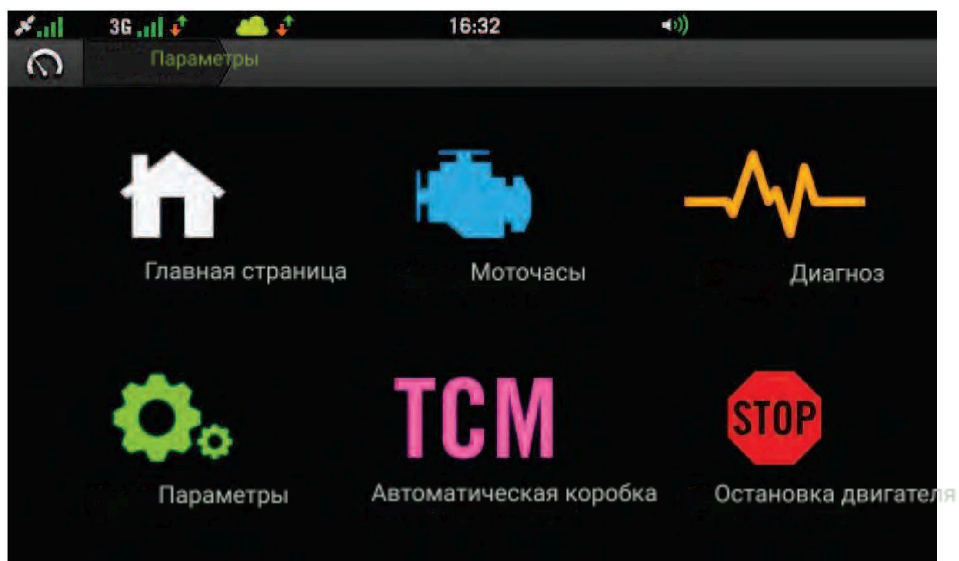 3G 16:32
Параметры
Главная страница Моточасы Диагноз
TCM STOP
Параметры Автоматическая коробка Остановка двигателя